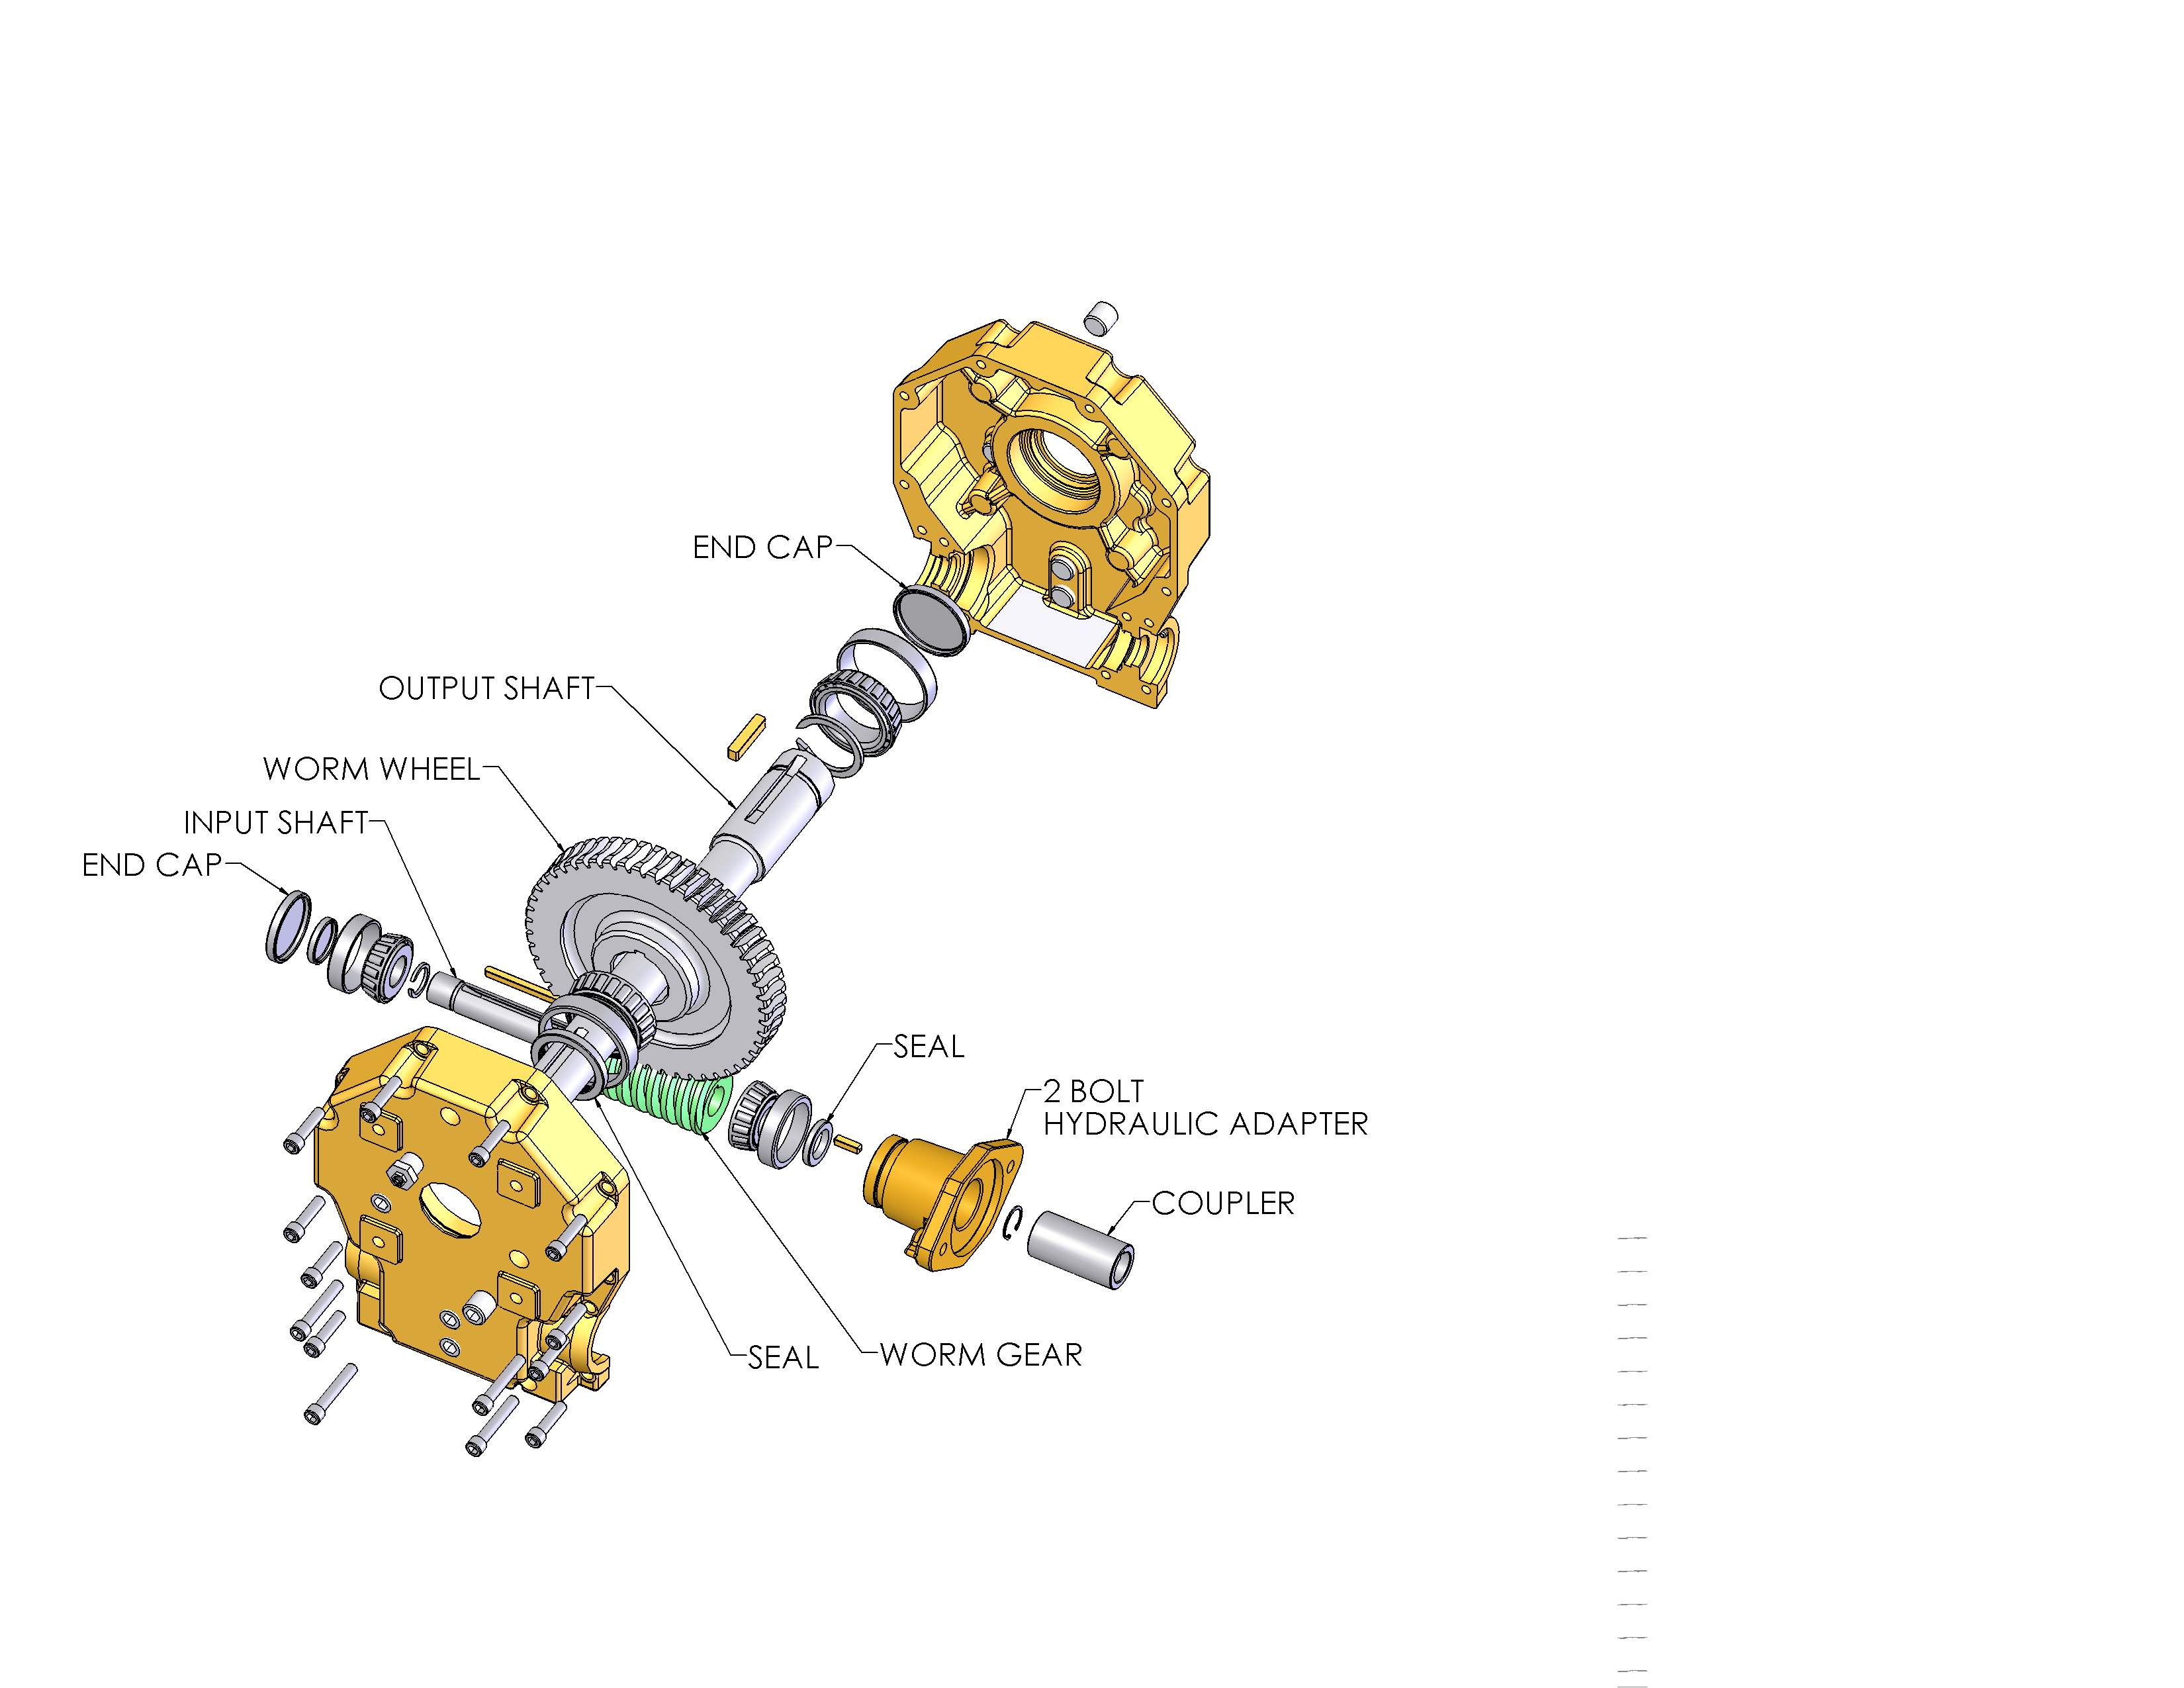 END CAP
OUTPUT SHAFT
WORM WHEEL
INPUT SHAFT
END CAP
SEAL
2 BOLT
HYDRAULIC ADAPTER
COUPLER
SEAL
WORM GEAR